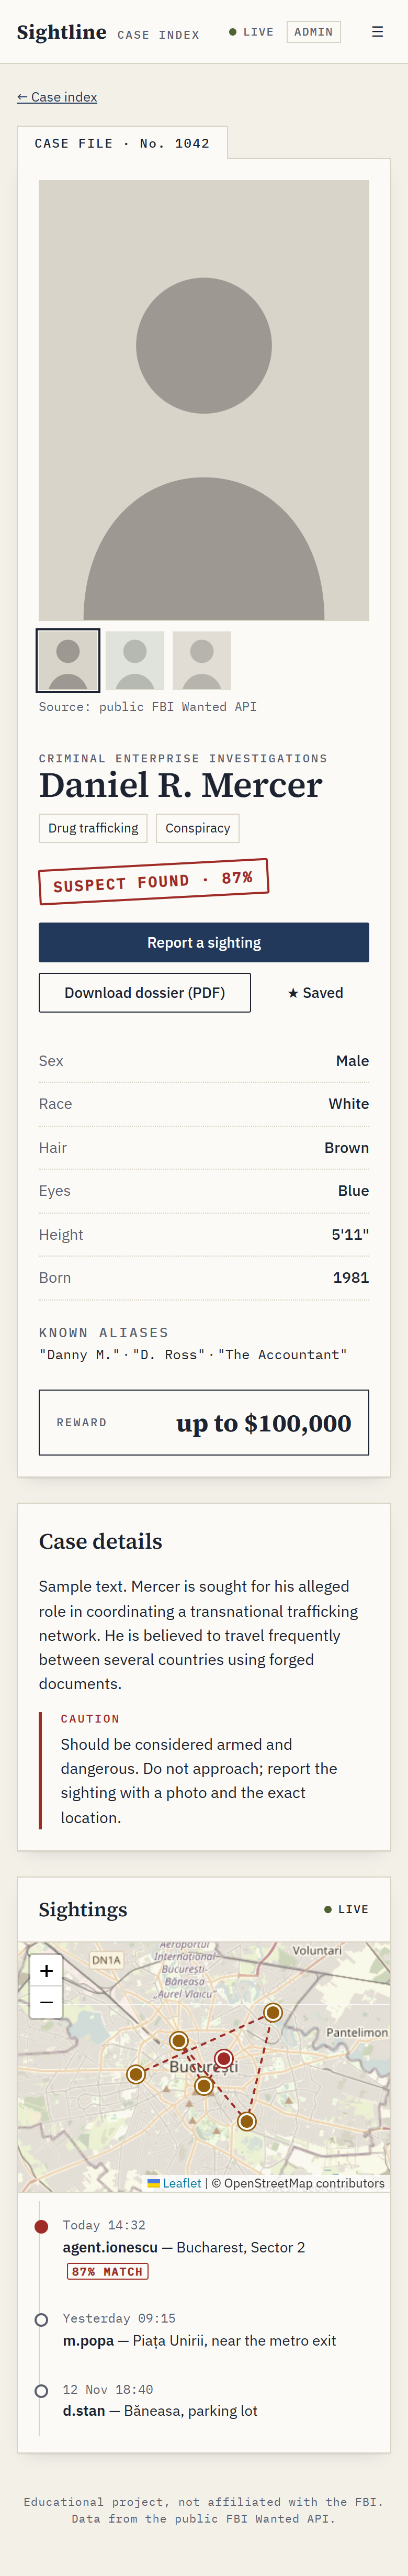 Sightline CASE INDEX ● LIVE ADMIN ☰
← Case index
CASE FILE · No. 1042
Source: public FBI Wanted API
CRIMINAL ENTERPRISE INVESTIGATIONS
Daniel R. Mercer
Drug trafficking Conspiracy
SUSPECT FOUND · 87%
Report a sighting
Download dossier (PDF) ★ Saved
Sex Male
Race White
Hair Brown
Eyes Blue
Height 5'11"
Born 1981
KNOWN ALIASES
"Danny M." · "D. Ross" · "The Accountant"
REWARD up to $100,000
Case details
Sample text. Mercer is sought for his alleged
role in coordinating a transnational trafficking
network. He is believed to travel frequently
between several countries using forged
documents.
CAUTION
Should be considered armed and
dangerous. Do not approach; report the
sighting with a photo and the exact
location.
Sightings ● LIVE
Aeroportul
Internațional
București-
Băneasa
„Aurel Vlaicu"
DN1A
Voluntari
+
−
Pantelimon
București
Leaflet | © OpenStreetMap contributors
Today 14:32
agent.ionescu — Bucharest, Sector 2
87% MATCH
Yesterday 09:15
m.popa — Piața Unirii, near the metro exit
12 Nov 18:40
d.stan — Băneasa, parking lot
Educational project, not affiliated with the FBI.
Data from the public FBI Wanted API.